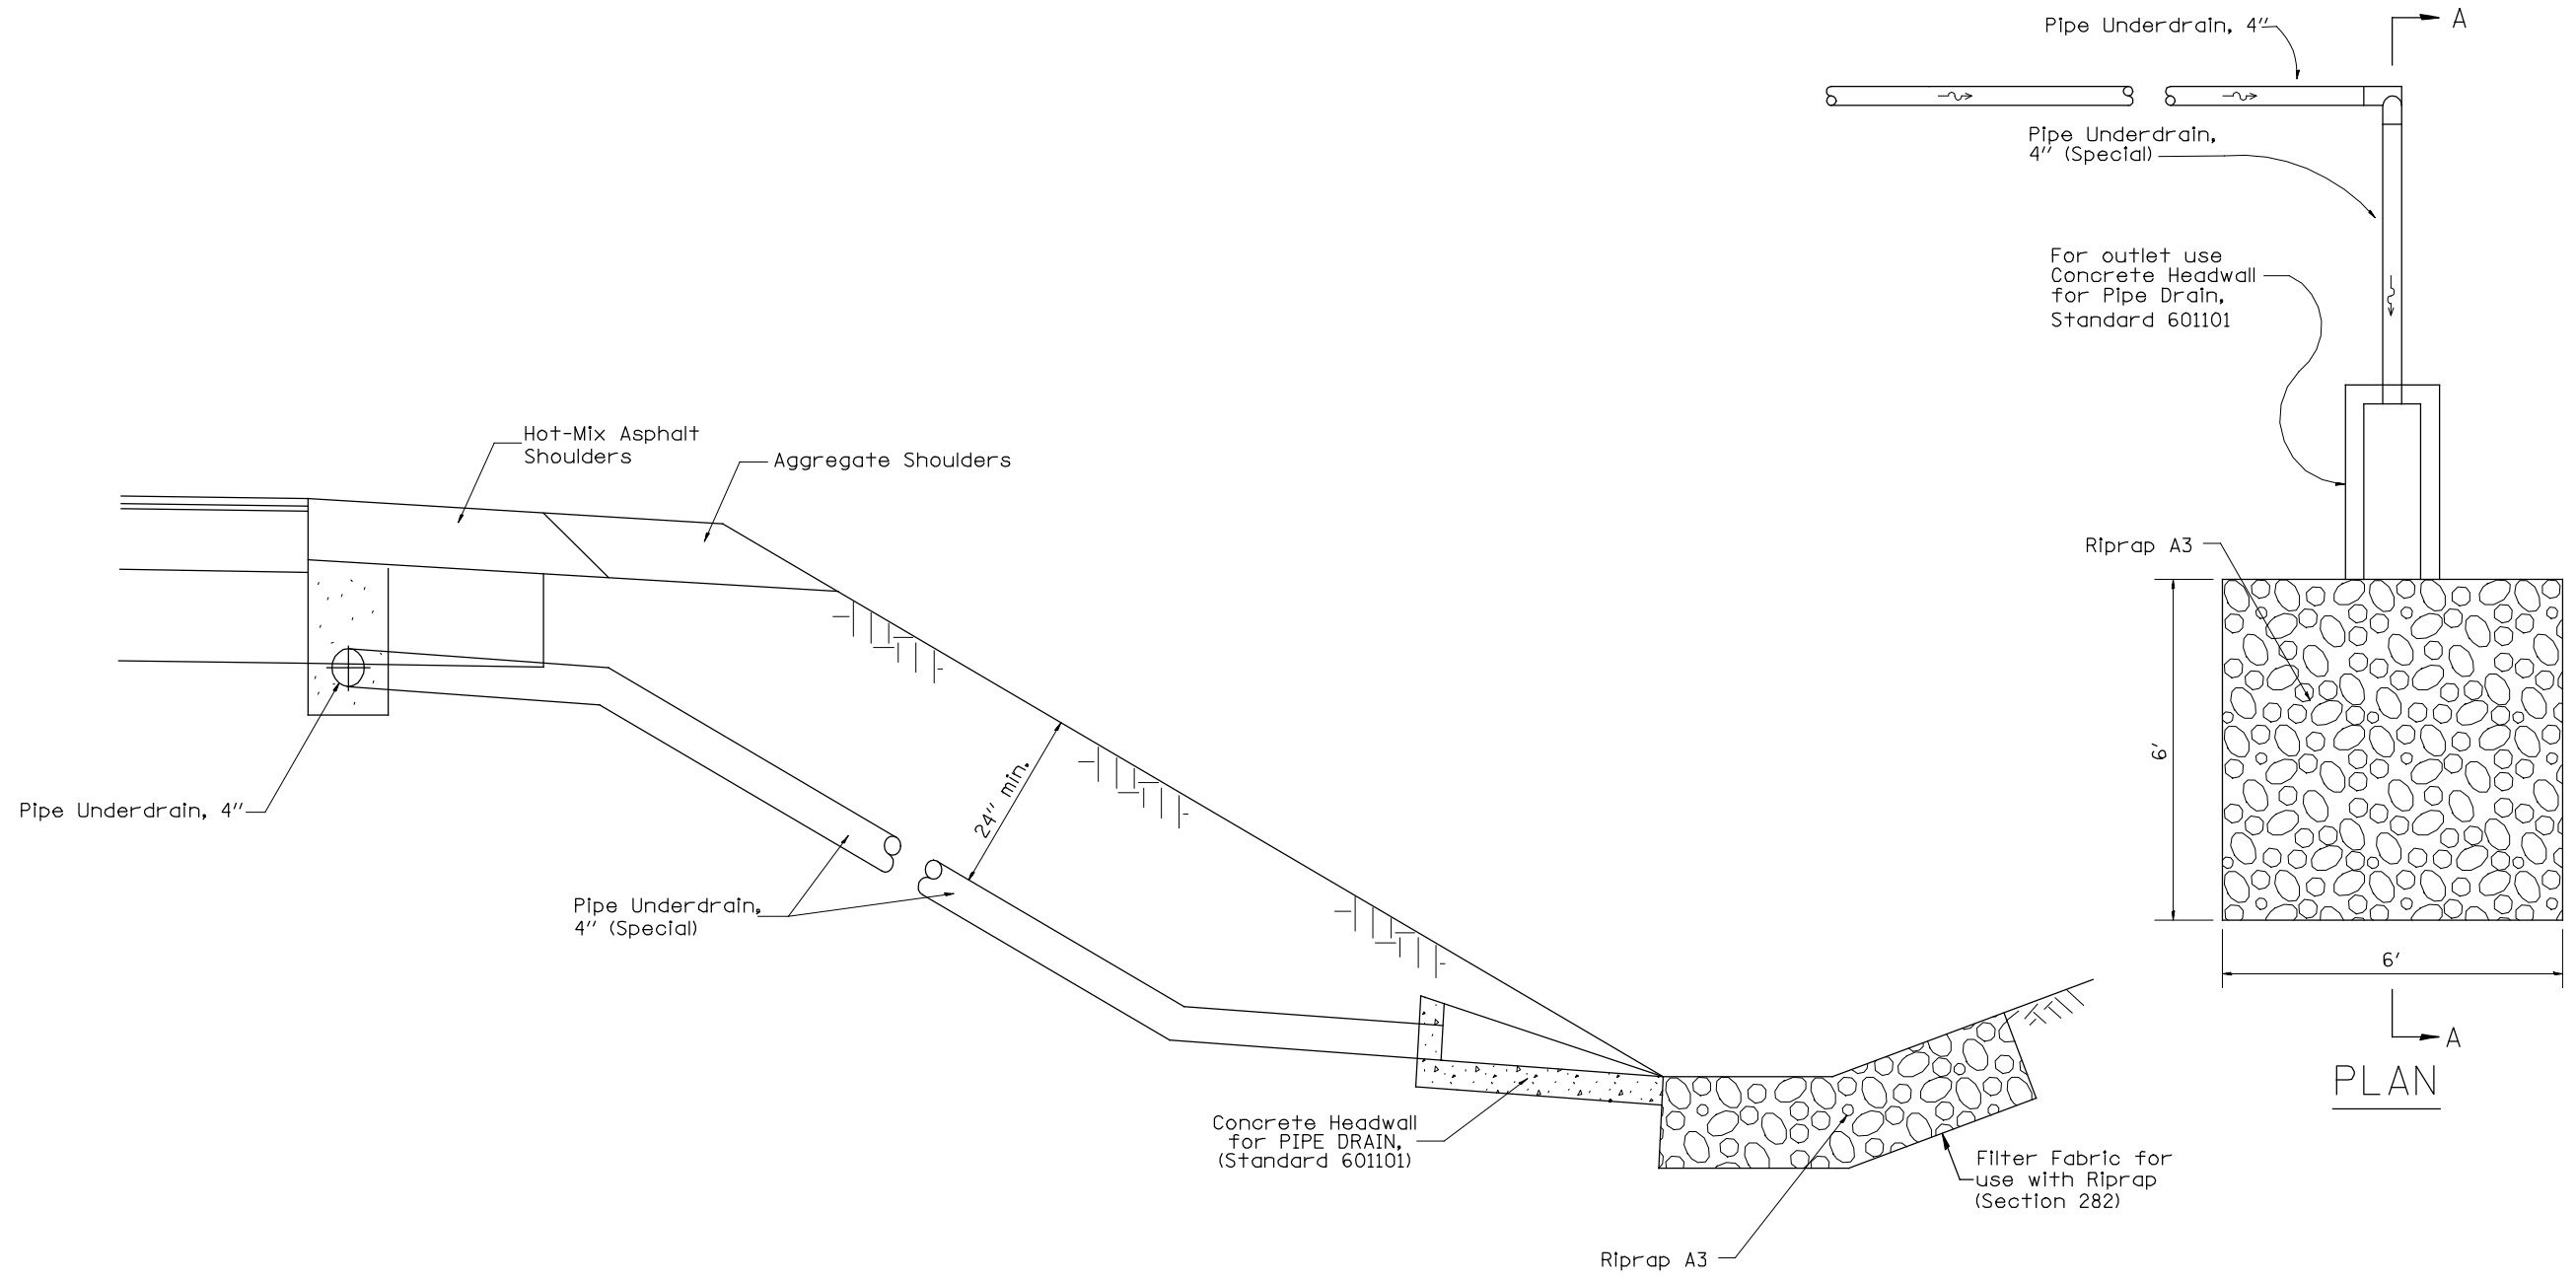 Pipe Underdrain, 4"
A
Pipe Underdrain,
4" (Special)
For outlet use
Concrete Headwall
for Pipe Drain,
Standard 601101
Riprap A3
6'
6'
A
PLAN
Hot-Mix Asphalt
Shoulders
Aggregate Shoulders
Pipe Underdrain, 4"
24" min.
Pipe Underdrain,
4" (Special)
Concrete Headwall
for PIPE DRAIN,
(Standard 601101)
Filter Fabric for
use with Riprap
(Section 282)
Riprap A3